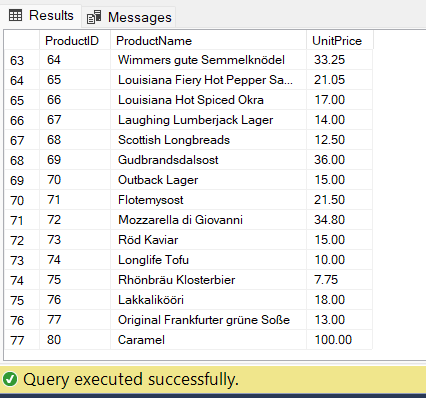 Results Messages
ProductID ProductName UnitPrice
63 64 Wimmers gute Semmelknödel 33.25
64 65 Louisiana Fiery Hot Pepper Sa... 21.05
65 66 Louisiana Hot Spiced Okra 17.00
66 67 Laughing Lumberjack Lager 14.00
67 68 Scottish Longbreads 12.50
68 69 Gudbrandsdalsost 36.00
69 70 Outback Lager 15.00
70 71 Flotemysost 21.50
71 72 Mozzarella di Giovanni 34.80
72 73 Röd Kaviar 15.00
73 74 Longlife Tofu 10.00
74 75 Rhönbräu Klosterbier 7.75
75 76 Lakkalikööri 18.00
76 77 Original Frankfurter grüne Soße 13.00
77 80 Caramel 100.00
Query executed successfully.